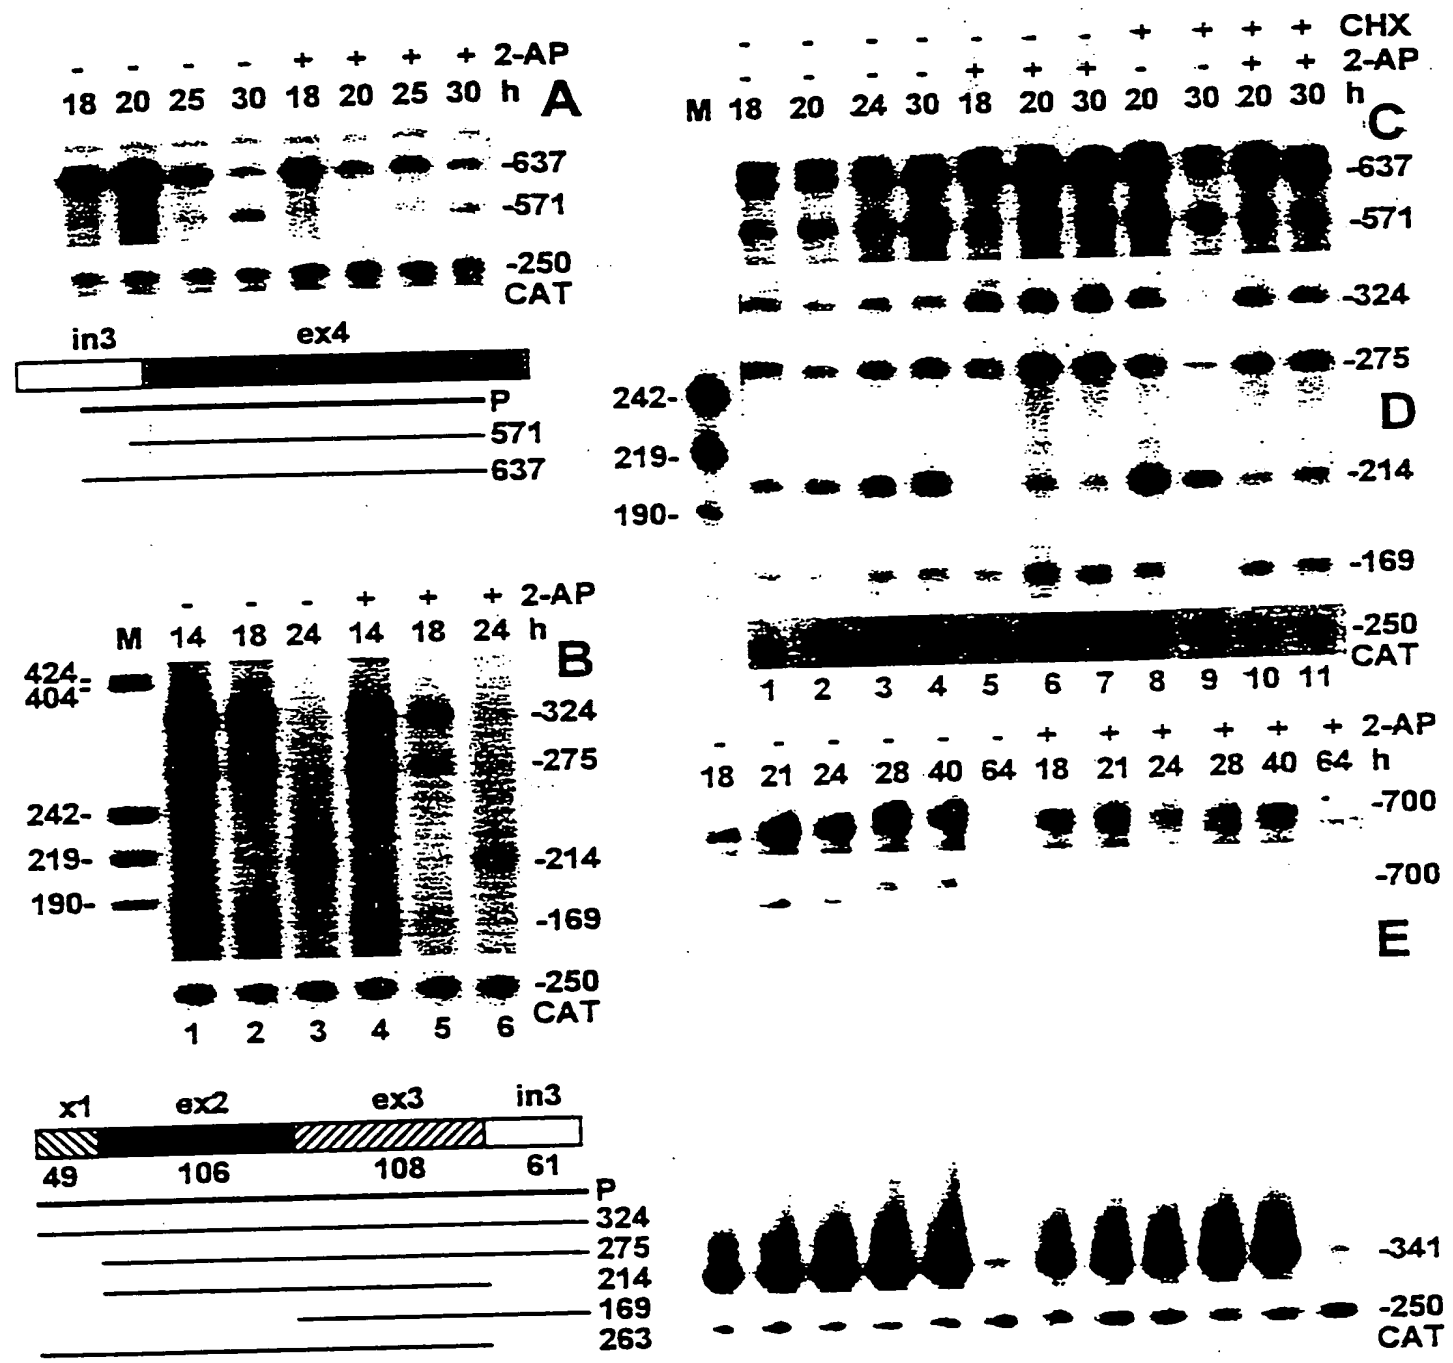 - - - - + + + + 2-AP
18 20 25 30 18 20 25 30 h A
-637
-571
-250
CAT
in3 ex4
P
571
637
- - - + + + 2-AP
M 14 18 24 14 18 24 h B
424-
404-
-324
-275
242-
219-
-214
190-
-169
-250
CAT
1 2 3 4 5 6
x1 ex2 ex3 in3
49 106 108 61
P
324
275
214
169
263
- - - - - - - + + + + CHX
- - - - + + + - - + + 2-AP
M 18 20 24 30 18 20 30 20 30 20 30 h
C
-637
-571
-324
-275
242-
D
219-
-214
190-
-169
-250
CAT
1 2 3 4 5 6 7 8 9 10 11
- - - - - - + + + + + + 2-AP
18 21 24 28 40 64 18 21 24 28 40 64 h
-700
-700
E
-341
-250
CAT